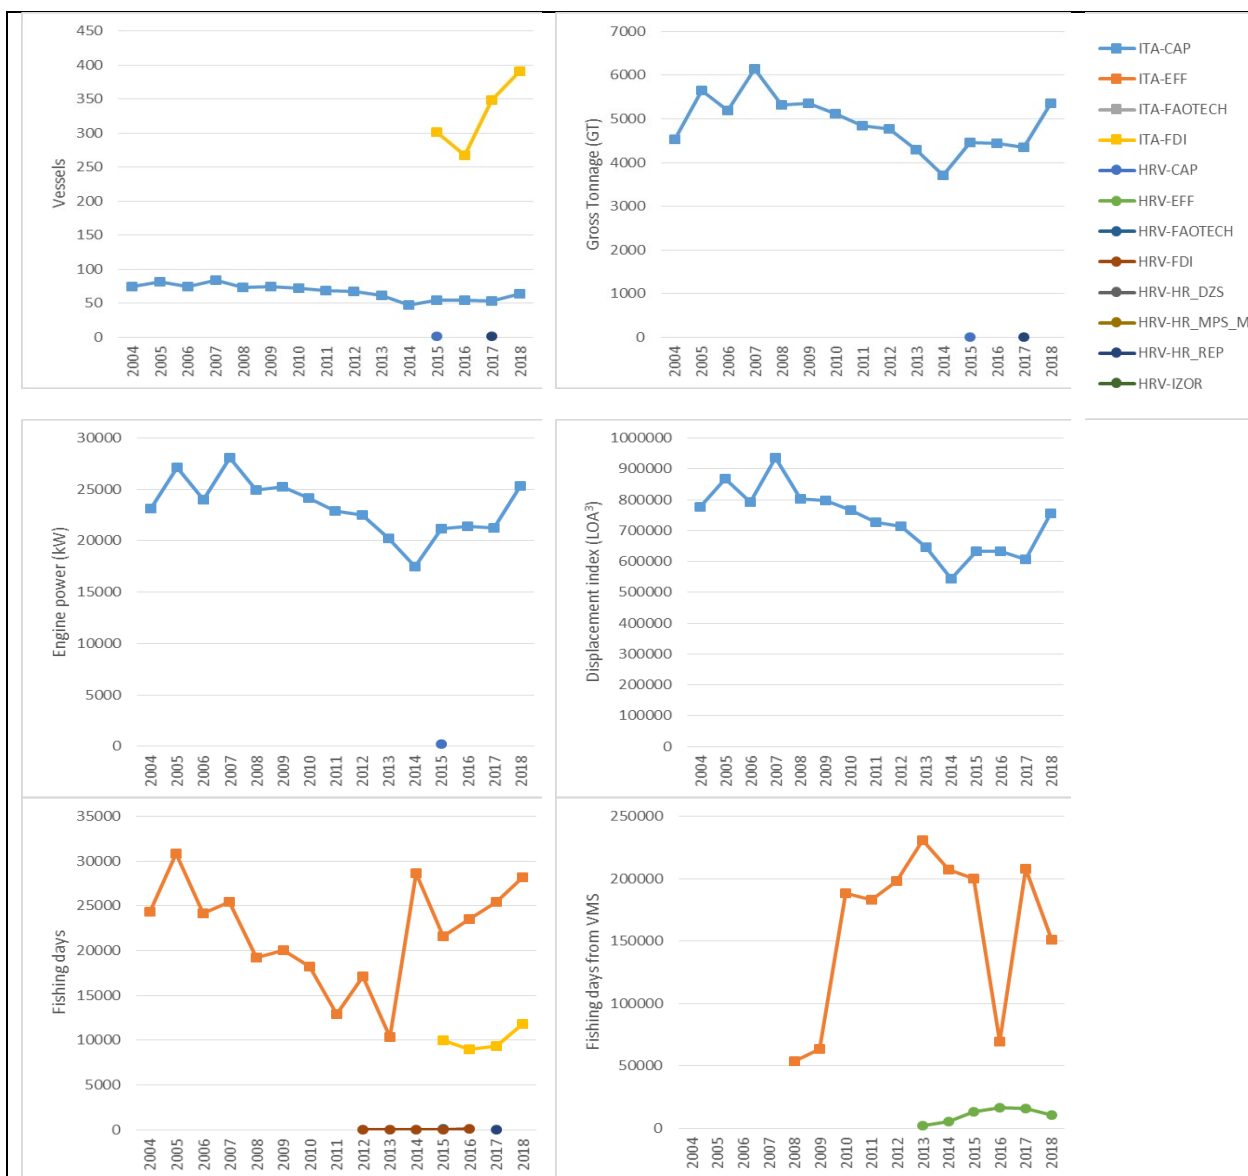 450
400
350
300
250
200
150
100
50
0
Vessels
2004 2005 2006 2007 2008 2009 2010 2011 2012 2013 2014 2015 2016 2017 2018
7000
6000
5000
4000
3000
2000
1000
0
Gross Tonnage (GT)
2004 2005 2006 2007 2008 2009 2010 2011 2012 2013 2014 2015 2016 2017 2018
ITA-CAP
ITA-EFF
ITA-FAOTECH
ITA-FDI
HRV-CAP
HRV-EFF
HRV-FAOTECH
HRV-FDI
HRV-HR_DZS
HRV-HR_MPS_M
HRV-HR_REP
HRV-IZOR
30000
25000
20000
15000
10000
5000
0
Engine power (kW)
2004 2005 2006 2007 2008 2009 2010 2011 2012 2013 2014 2015 2016 2017 2018
1000000
900000
800000
700000
600000
500000
400000
300000
200000
100000
0
Displacement index (LOA³)
2004 2005 2006 2007 2008 2009 2010 2011 2012 2013 2014 2015 2016 2017 2018
35000
30000
25000
20000
15000
10000
5000
0
Fishing days
2004 2005 2006 2007 2008 2009 2010 2011 2012 2013 2014 2015 2016 2017 2018
250000
200000
150000
100000
50000
0
Fishing days from VMS
2004 2005 2006 2007 2008 2009 2010 2011 2012 2013 2014 2015 2016 2017 2018